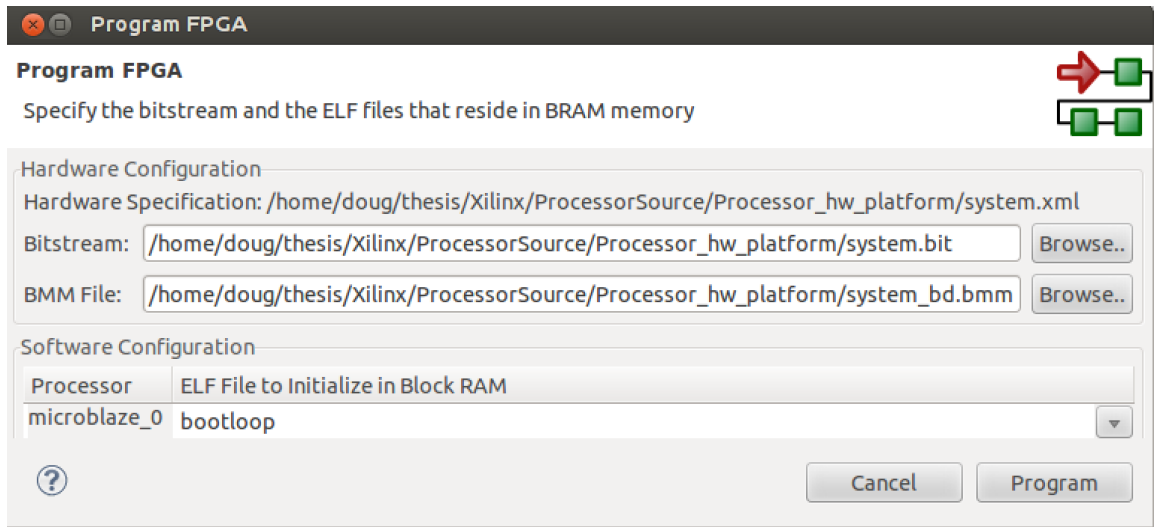 Program FPGA
Program FPGA
Specify the bitstream and the ELF files that reside in BRAM memory
Hardware Configuration
Hardware Specification: /home/doug/thesis/Xilinx/ProcessorSource/Processor_hw_platform/system.xml
Bitstream: /home/doug/thesis/Xilinx/ProcessorSource/Processor_hw_platform/system.bit Browse..
BMM File: /home/doug/thesis/Xilinx/ProcessorSource/Processor_hw_platform/system_bd.bmm Browse..
Software Configuration
Processor ELF File to Initialize in Block RAM
microblaze_0 bootloop
? Cancel Program